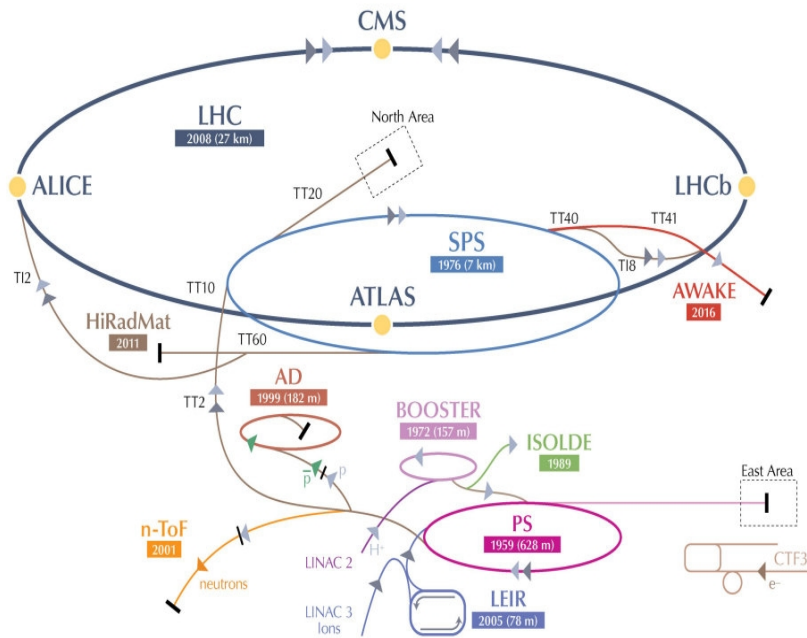 CMS
LHC
2008 (27 km)
North Area
ALICE
TT20
LHCb
TT40
TT41
SPS
1976 (7 km)
TI8
TI2
TT10
ATLAS
AWAKE
2016
HiRadMat
2011
TT60
AD
1999 (182 m)
TT2
BOOSTER
1972 (157 m)
ISOLDE
1989
p̅
p
East Area
n-ToF
2001
PS
1959 (628 m)
H⁺
LINAC 2
neutrons
CTF3
e⁻
LINAC 3
Ions
LEIR
2005 (78 m)